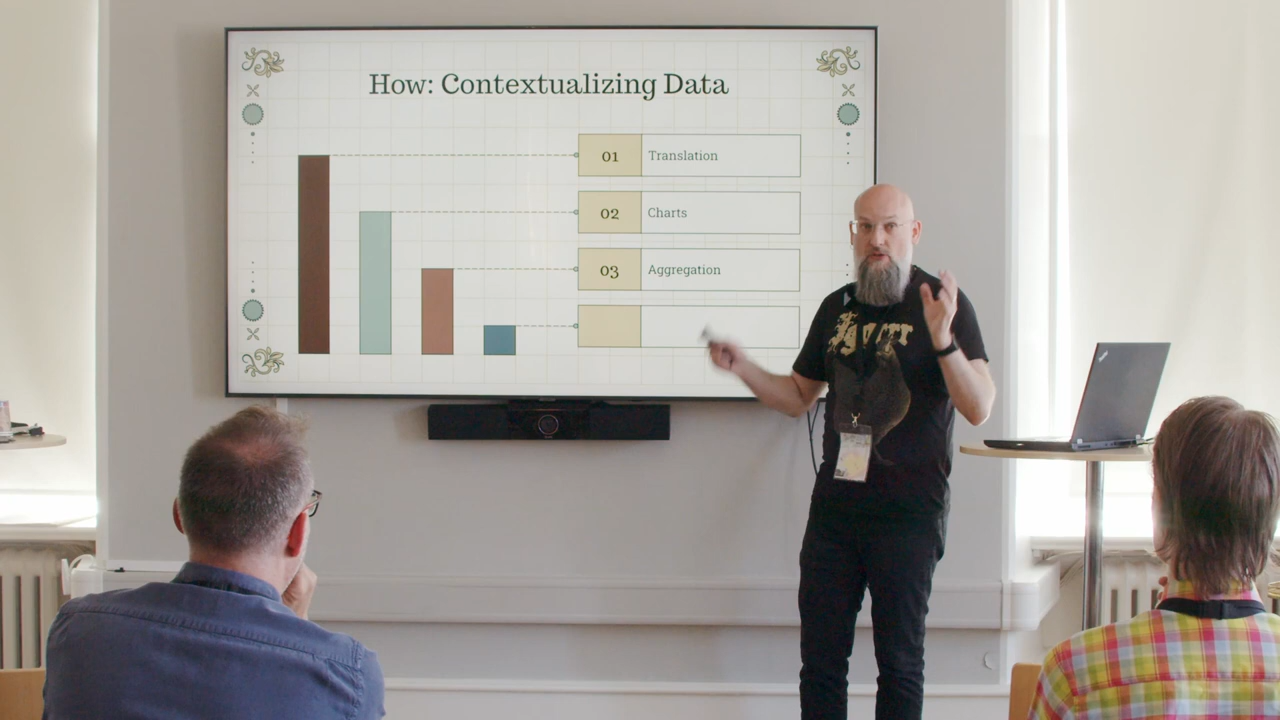 How: Contextualizing Data
01 Translation
02 Charts
03 Aggregation